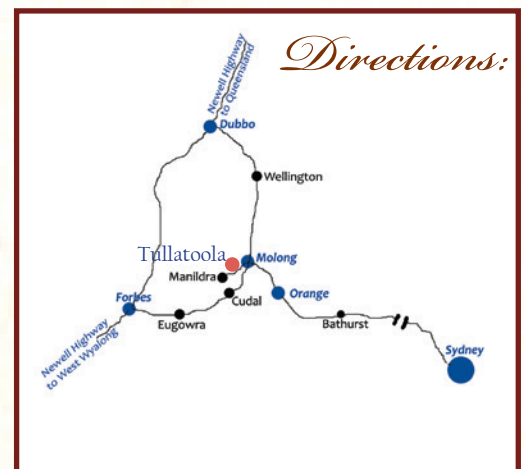 Directions:
Newell Highway
to Queensland
Dubbo
Wellington
Tullatoola
Molong
Manildra
Orange
Forbes
Cudal
Eugowra
Bathurst
Newell Highway
to West Wyalong
Sydney